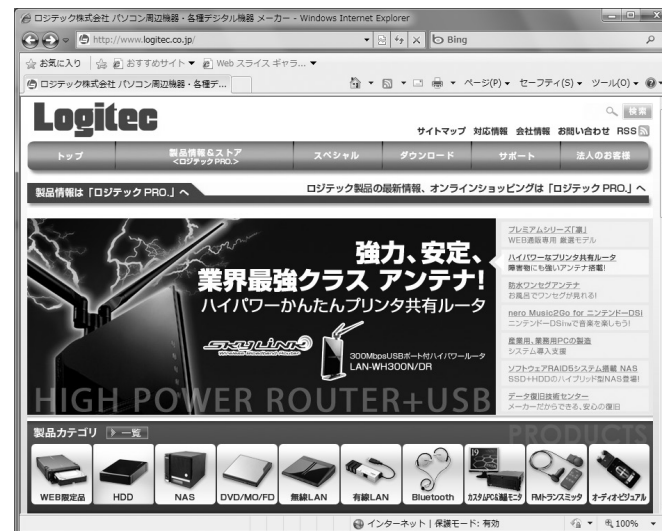 ロジテック株式会社 パソコン周辺機器・各種デジタル機器 メーカー - Windows Internet Explorer
http://www.logitec.co.jp/
Bing
お気に入り おすすめサイト ▼ Web スライス ギャラ... ▼
ロジテック株式会社 パソコン周辺機器・各種デ...
ページ(P) ▼ セーフティ(S) ▼ ツール(O) ▼
Logitec
検索
サイトマップ 対応情報 会社情報 お問い合わせ RSS
トップ
製品情報&ストア
<ロジテックPRO.>
スペシャル
ダウンロード
サポート
法人のお客様
製品情報は「ロジテック PRO.」へ
ロジテック製品の最新情報、オンラインショッピングは「ロジテック PRO.」へ
強力、安定、
業界最強クラス アンテナ!
ハイパワーかんたんプリンタ共有ルータ
SKYLINK
Wireless Broadband Router
300MbpsUSBポート付ハイパワールータ
LAN-WH300N/DR
HIGH POWER ROUTER+USB
プレミアムシリーズ「凛」
WEB通販専用 厳選モデル
ハイパワーなプリンタ共有ルータ
障害物にも強いアンテナ搭載!
防水ワンセグアンテナ
お風呂でワンセグが見れる!
nero Music2Go for ニンテンドーDSi
ニンテンドーDSiwで音楽を楽しもう!
産業用、業務用PCの製造
システム導入支援
ソフトウェアRAID5システム搭載 NAS
SSD+HDDのハイブリッド型NAS登場!
データ復旧技術センター
メーカーだからできる、安心の復旧
製品カテゴリ 一覧
PRODUCTS
WEB限定品
HDD
NAS
DVD/MO/FD
無線LAN
有線LAN
Bluetooth
カスタムPC&液晶モニタ
FMトランスミッタ
オーディオ・ビジュアル
インターネット | 保護モード: 有効
100%